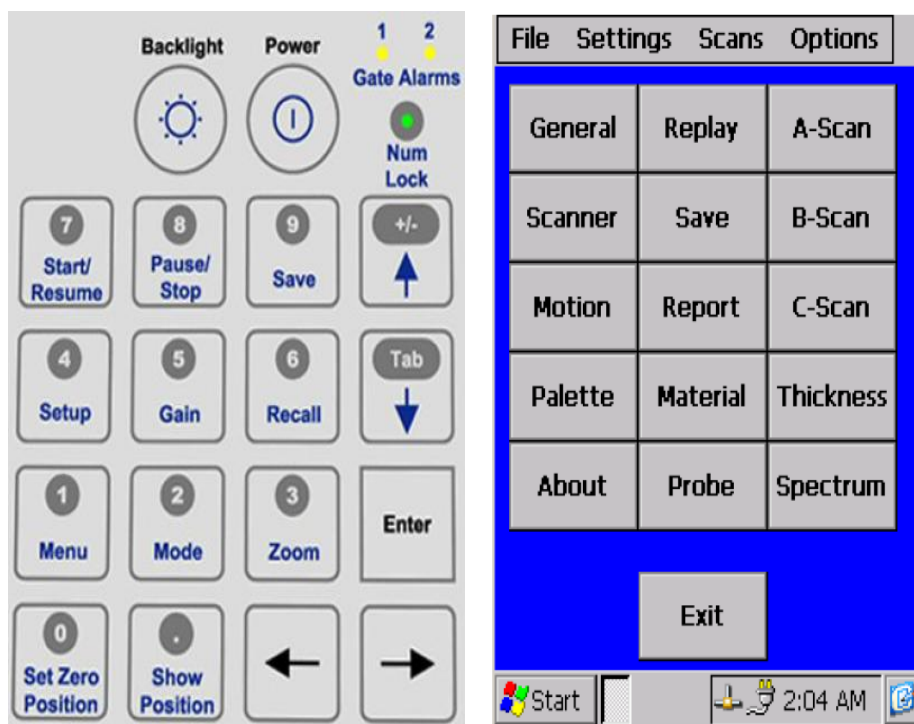 1 2
Backlight Power
Gate Alarms
Num
Lock
7 8 9 +/-
Start/ Pause/ Save
Resume Stop
4 5 6 Tab
Setup Gain Recall
1 2 3
Menu Mode Zoom Enter
0 .
Set Zero Show
Position Position
File Settings Scans Options
General Replay A-Scan
Scanner Save B-Scan
Motion Report C-Scan
Palette Material Thickness
About Probe Spectrum
Exit
Start 2:04 AM